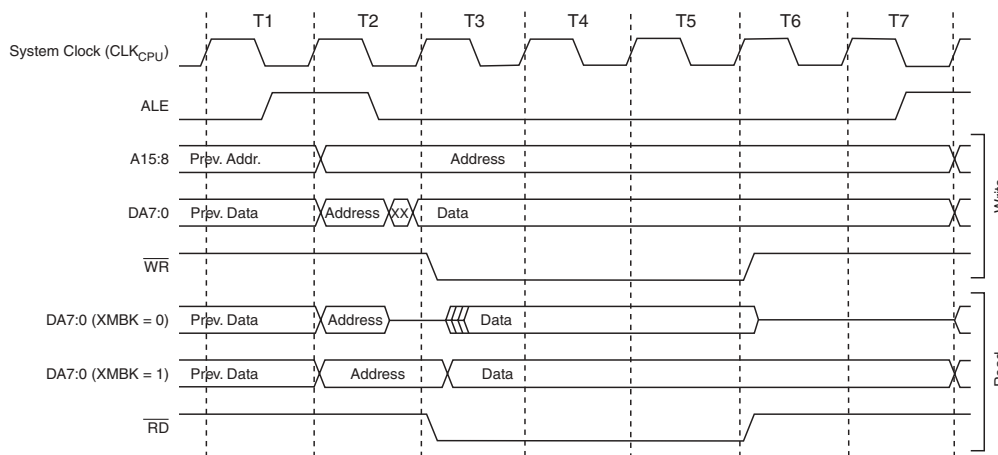 T1 T2 T3 T4 T5 T6 T7
System Clock (CLKCPU)
ALE
A15:8 Prev. Addr. Address
DA7:0 Prev. Data Address XX Data
WR
Write
DA7:0 (XMBK = 0) Prev. Data Address Data
DA7:0 (XMBK = 1) Prev. Data Address Data
Read
RD